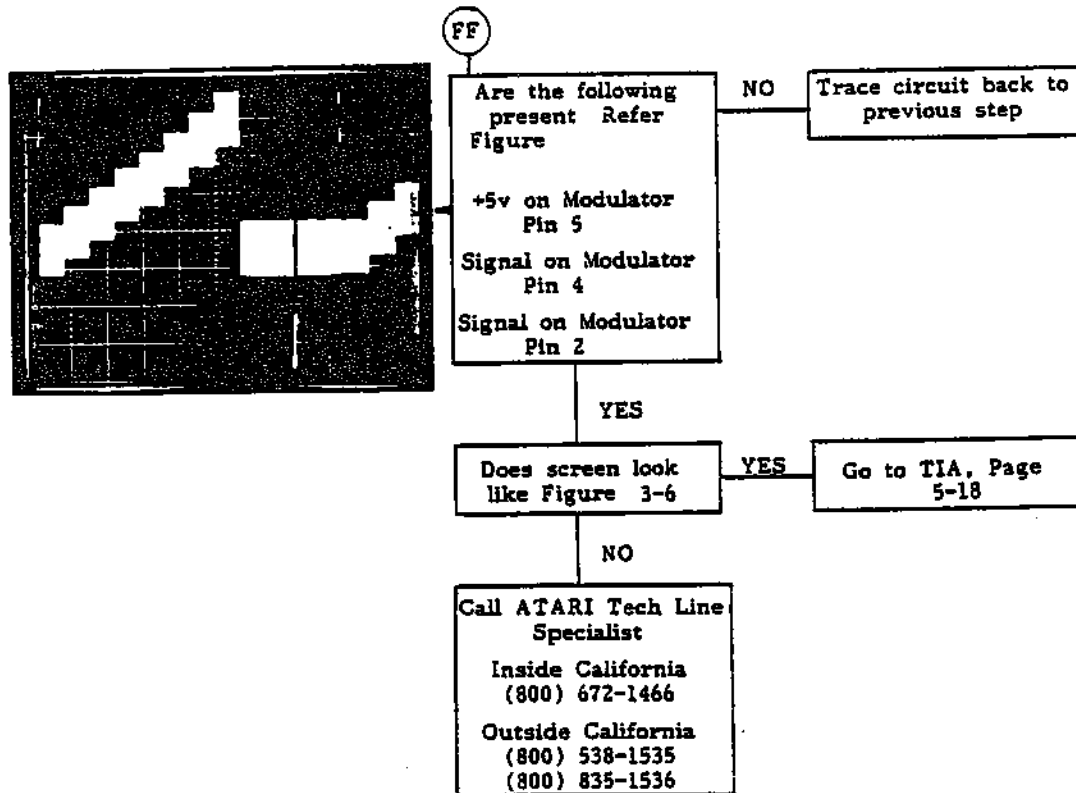 FF
Are the following
present Refer
Figure
+5v on Modulator
Pin 5
Signal on Modulator
Pin 4
Signal on Modulator
Pin 2
NO
Trace circuit back to
previous step
YES
Does screen look
like Figure 3-6
YES
Go to TIA, Page
5-18
NO
Call ATARI Tech Line
Specialist
Inside California
(800) 672-1466
Outside California
(800) 538-1535
(800) 835-1536